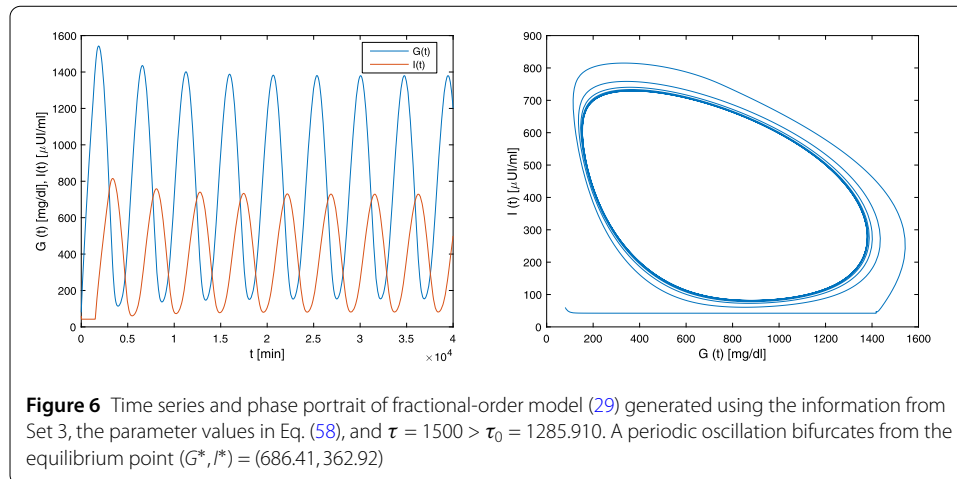 1600
1400
1200
1000
800
600
400
200
0
G (t) [mg/dl], I(t) [μUI/ml]
G(t)
I(t)
0 0.5 1 1.5 2 2.5 3 3.5 4
t [min]
×10⁴
900
800
700
600
500
400
300
200
100
0
I (t) [μUI/ml]
0 200 400 600 800 1000 1200 1400 1600
G (t) [mg/dl]
Figure 6 Time series and phase portrait of fractional-order model (29) generated using the information from
Set 3, the parameter values in Eq. (58), and τ = 1500 > τ₀ = 1285.910. A periodic oscillation bifurcates from the
equilibrium point (G*, I*) = (686.41, 362.92)